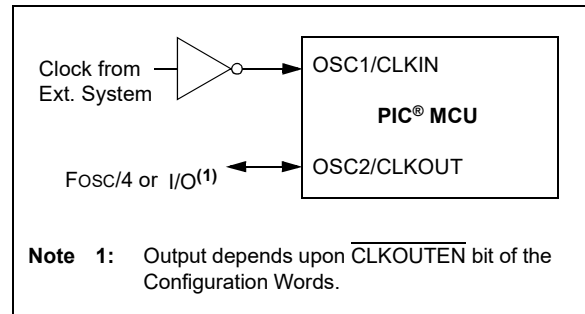 Clock from
Ext. System
OSC1/CLKIN
PIC® MCU
FOSC/4 or I/O(1)
OSC2/CLKOUT
Note 1: Output depends upon CLKOUTEN bit of the
Configuration Words.